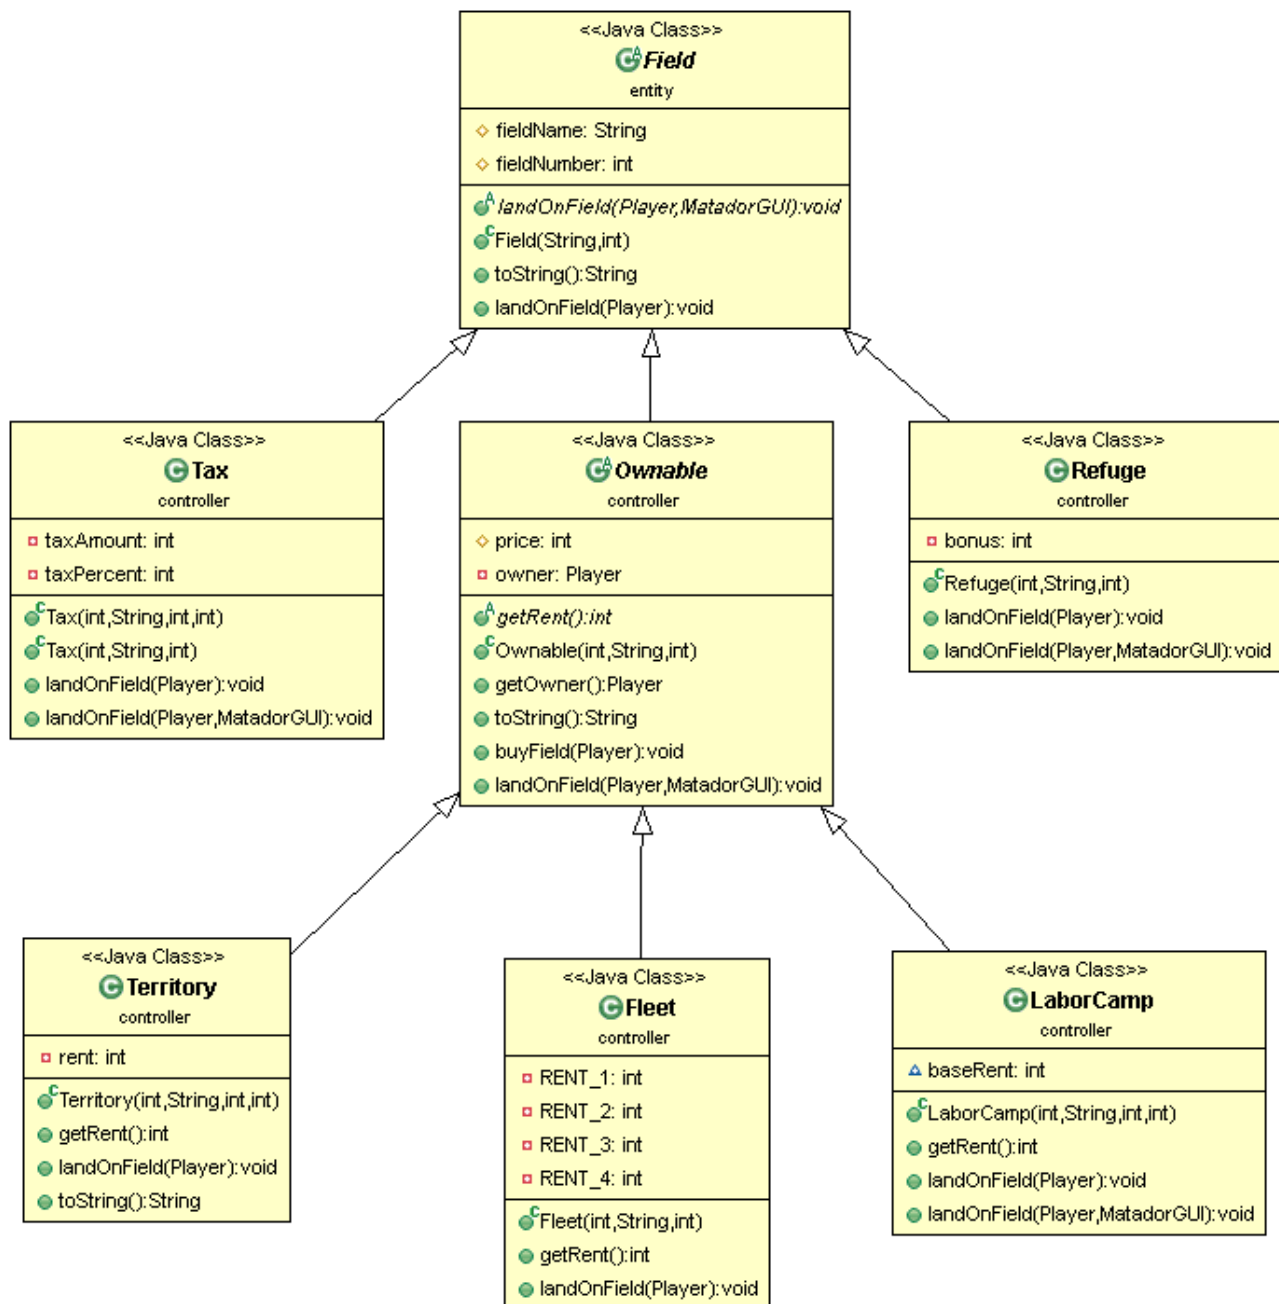 <<Java Class>>
Field
entity
fieldName: String
fieldNumber: int
landOnField(Player,MatadorGUI):void
Field(String,int)
toString():String
landOnField(Player):void
<<Java Class>>
Tax
controller
taxAmount: int
taxPercent: int
Tax(int,String,int,int)
Tax(int,String,int)
landOnField(Player):void
landOnField(Player,MatadorGUI):void
<<Java Class>>
Ownable
controller
price: int
owner: Player
getRent():int
Ownable(int,String,int)
getOwner():Player
toString():String
buyField(Player):void
landOnField(Player,MatadorGUI):void
<<Java Class>>
Refuge
controller
bonus: int
Refuge(int,String,int)
landOnField(Player):void
landOnField(Player,MatadorGUI):void
<<Java Class>>
Territory
controller
rent: int
Territory(int,String,int,int)
getRent():int
landOnField(Player):void
toString():String
<<Java Class>>
Fleet
controller
RENT_1: int
RENT_2: int
RENT_3: int
RENT_4: int
Fleet(int,String,int)
getRent():int
landOnField(Player):void
<<Java Class>>
LaborCamp
controller
baseRent: int
LaborCamp(int,String,int,int)
getRent():int
landOnField(Player):void
landOnField(Player,MatadorGUI):void